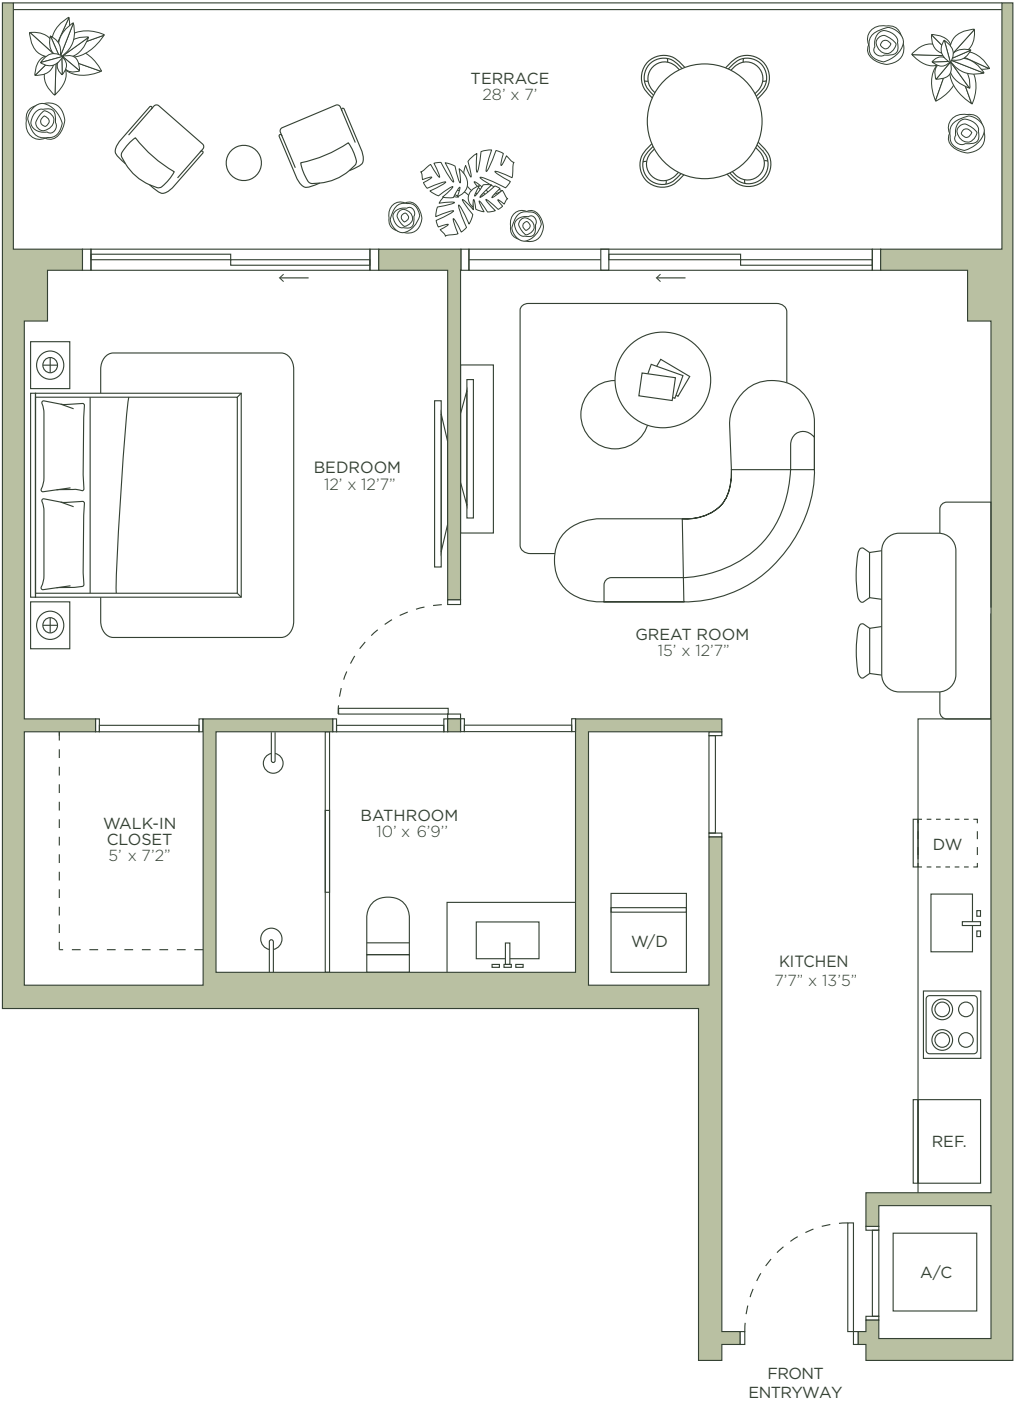 TERRACE
28' x 7'
BEDROOM
12' x 12'7"
GREAT ROOM
15' x 12'7"
WALK-IN
CLOSET
5' x 7'2"
BATHROOM
10' x 6'9''
W/D
DW
KITCHEN
7'7" x 13'5"
REF.
A/C
FRONT
ENTRYWAY